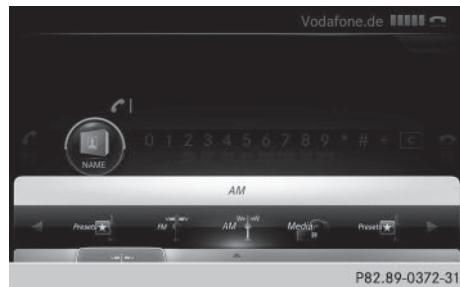 Vodafone.de
0 1 2 3 4 5 6 7 8 9 * # + C
NAME
AM
Presets FM AM Media Presets
P82.89-0372-31